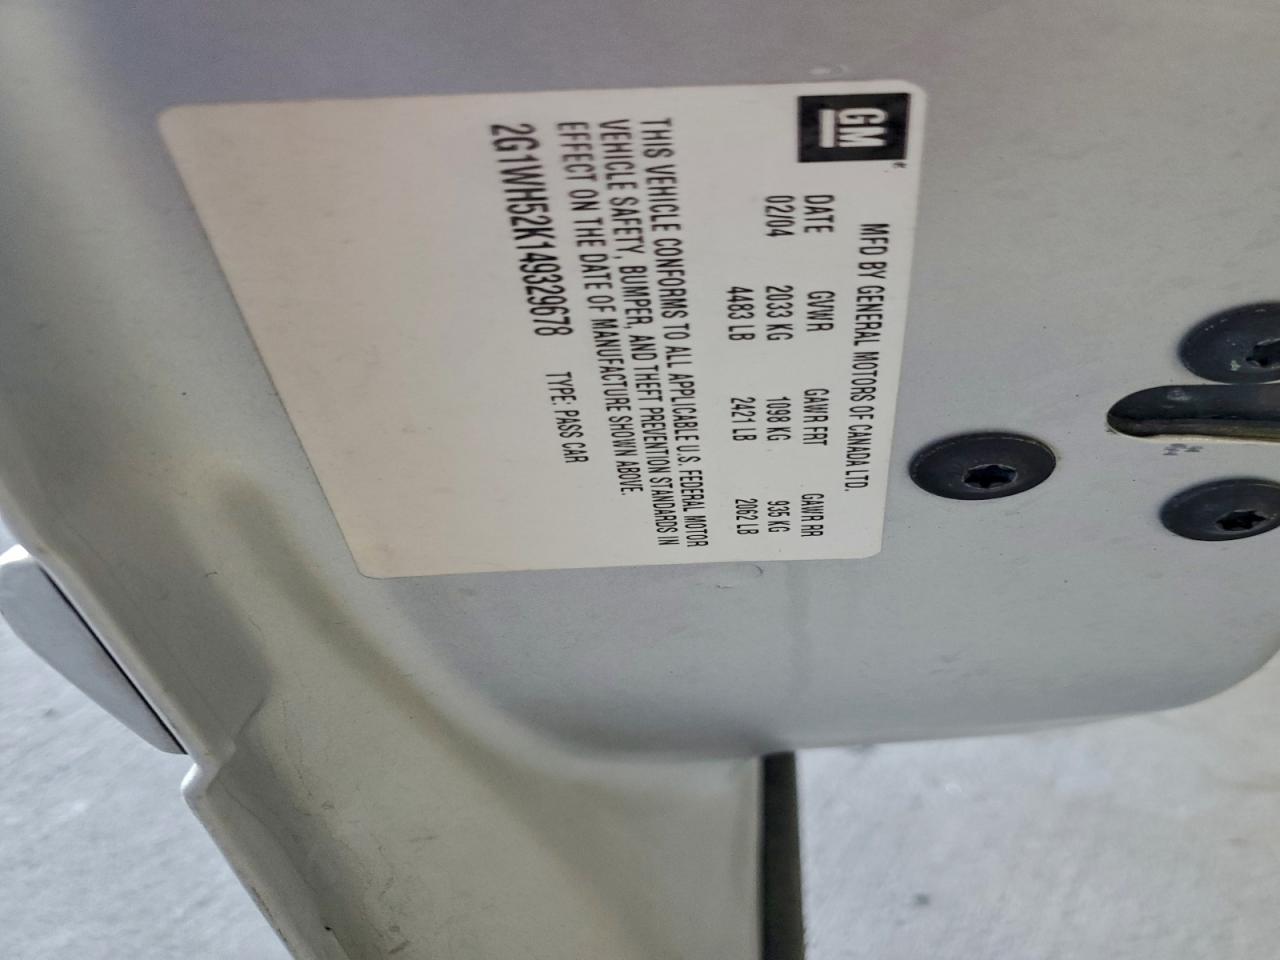 GM
MFD BY GENERAL MOTORS OF CANADA LTD.
DATE GVWR GAWR FRT GAWR RR
02/04 2033 KG 1098 KG 935 KG
4483 LB 2421 LB 2062 LB
THIS VEHICLE CONFORMS TO ALL APPLICABLE U.S. FEDERAL MOTOR
VEHICLE SAFETY, BUMPER, AND THEFT PREVENTION STANDARDS IN
EFFECT ON THE DATE OF MANUFACTURE SHOWN ABOVE.
2G1WH52K149329678 TYPE: PASS CAR